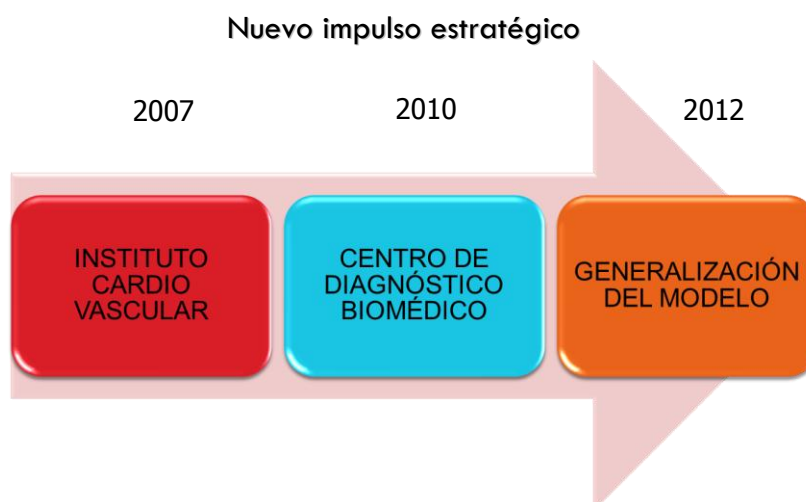 Nuevo impulso estratégico
2007
2010
2012
INSTITUTO
CARDIO
VASCULAR
CENTRO DE
DIAGNÓSTICO
BIOMÉDICO
GENERALIZACIÓN
DEL MODELO